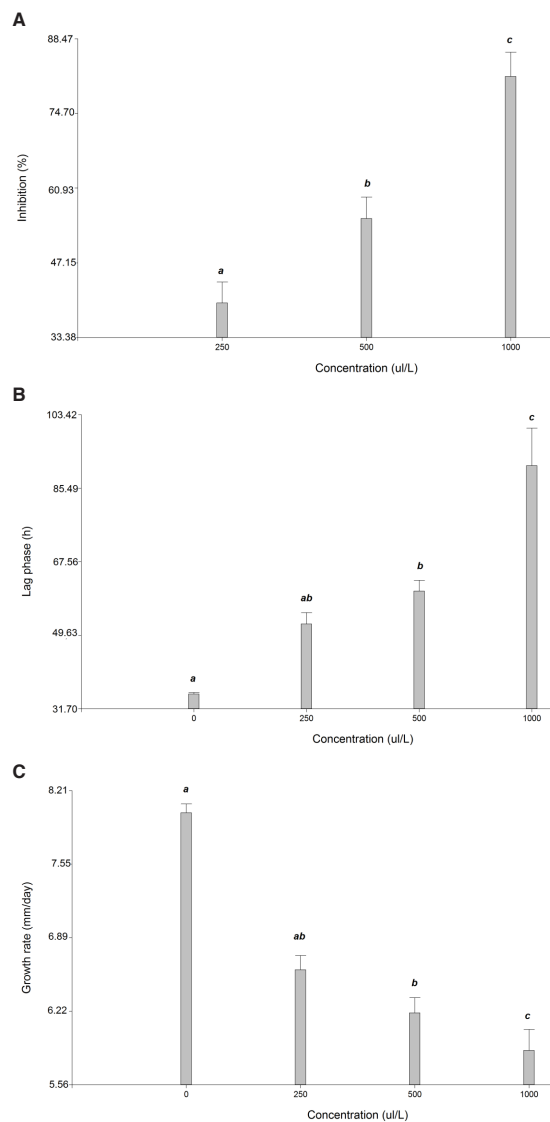 A
88.47
c
74.70
Inhibition (%)
60.93
b
47.15
a
33.38
250
500
1000
Concentration (ul/L)
B
103.42
c
85.49
Lag phase (h)
67.56
b
ab
49.63
a
31.70
0
250
500
1000
Concentration (ul/L)
C
8.21
a
7.55
Growth rate (mm/day)
6.89
ab
6.22
b
c
5.56
0
250
500
1000
Concentration (ul/L)